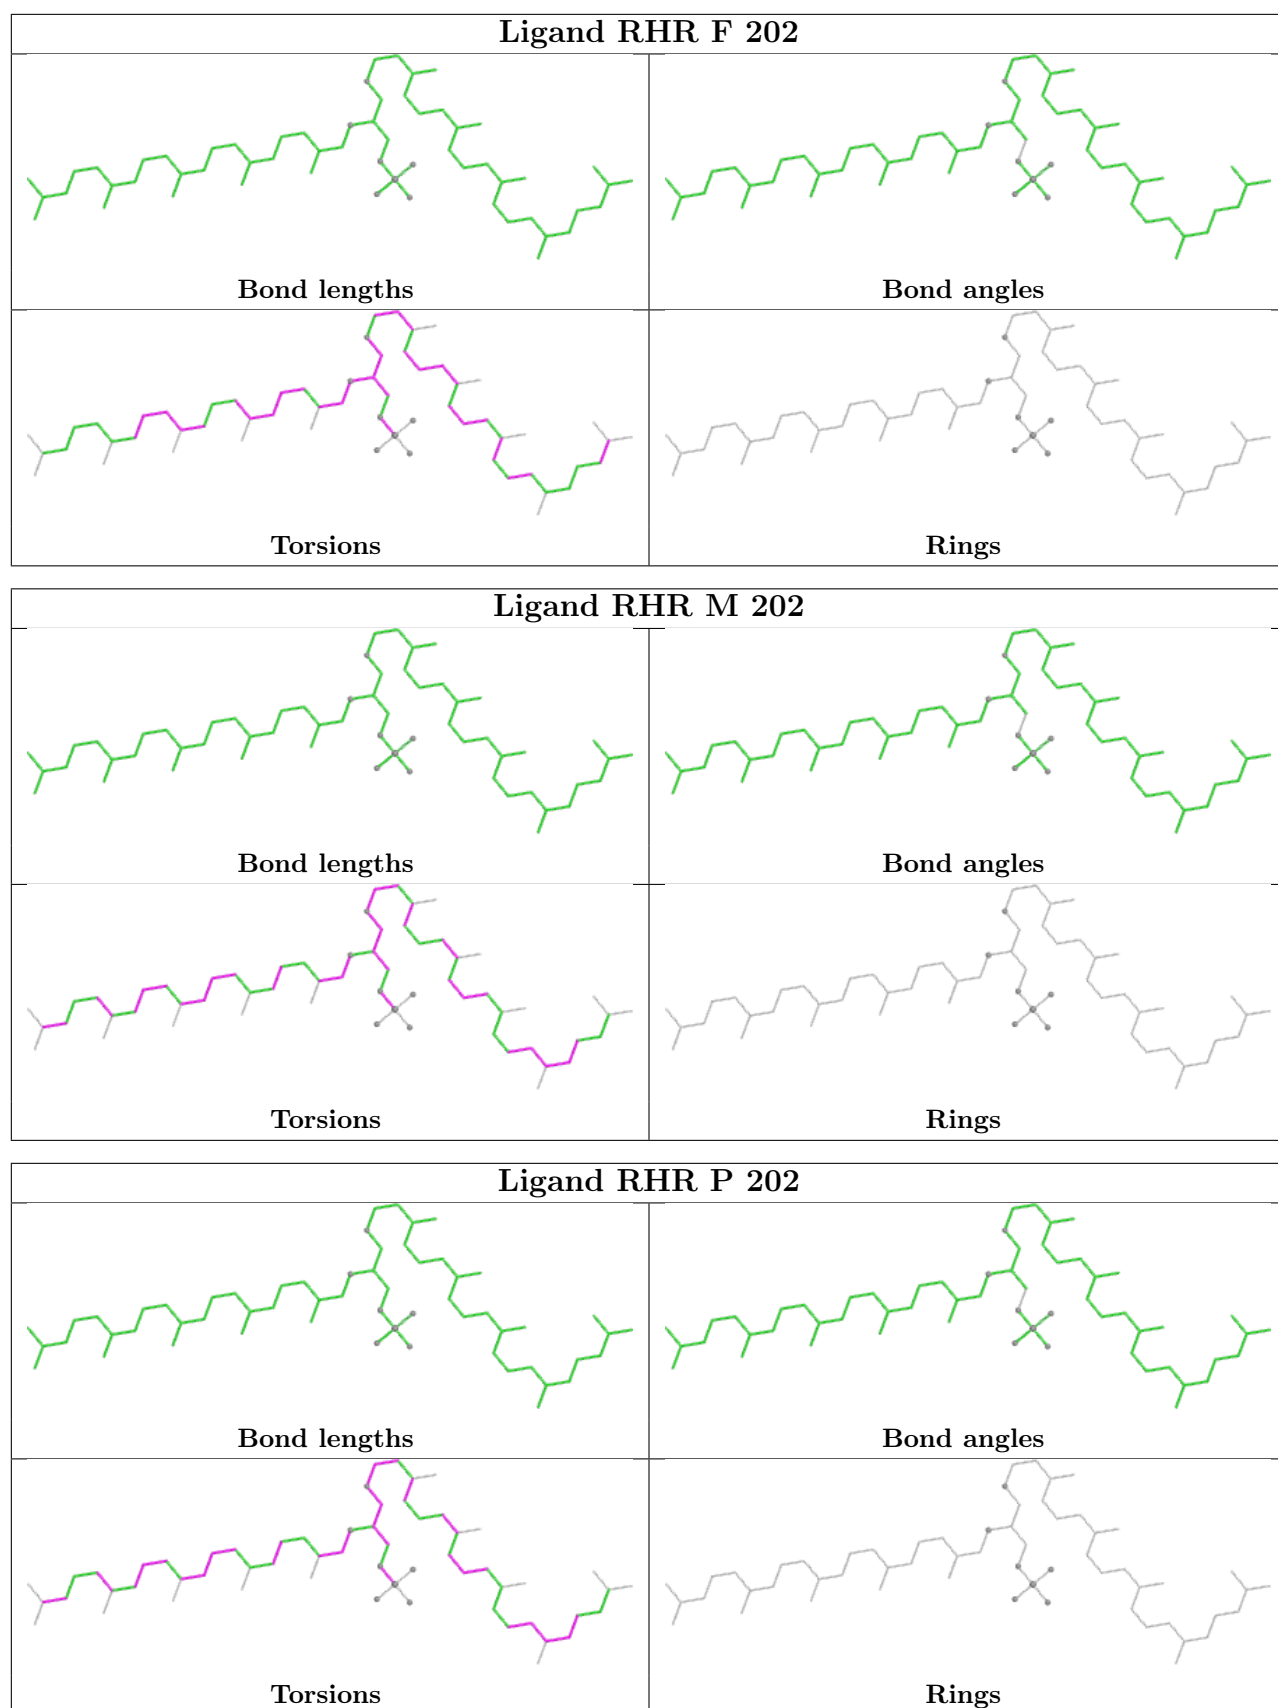 Ligand RHR F 202
Bond lengths
Bond angles
Torsions
Rings
Ligand RHR M 202
Bond lengths
Bond angles
Torsions
Rings
Ligand RHR P 202
Bond lengths
Bond angles
Torsions
Rings